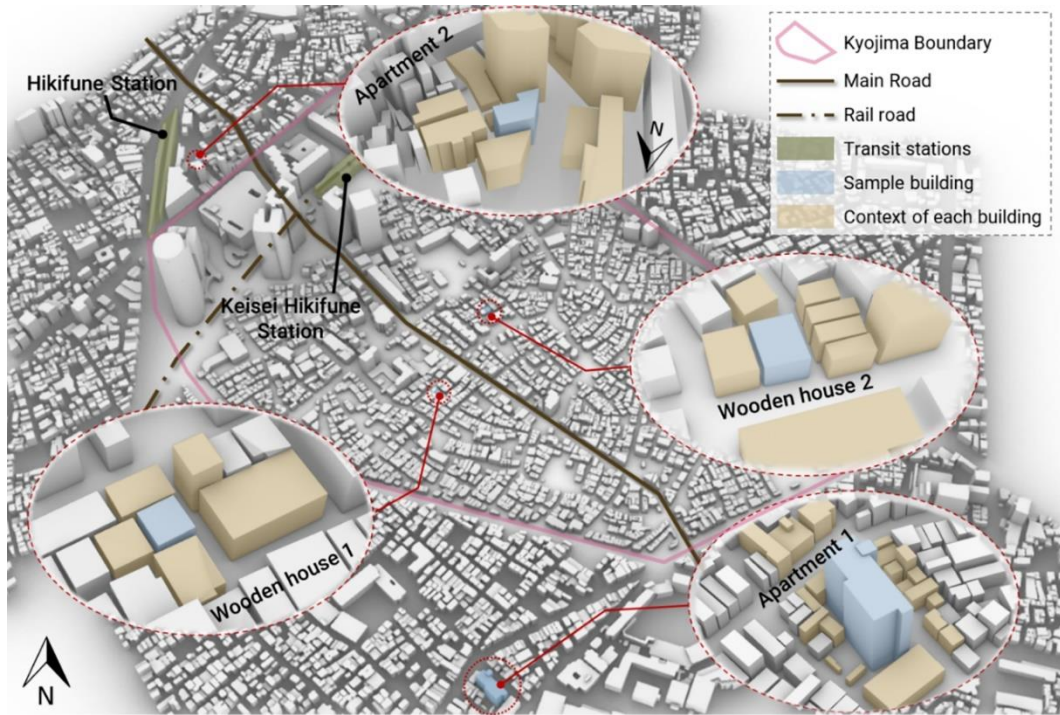 Hikifune Station
Apartment 2
N
Kyojima Boundary
Main Road
Rail road
Transit stations
Sample building
Context of each building
Keisei Hikifune
Station
Wooden house 2
Wooden house 1
Apartment 1
N